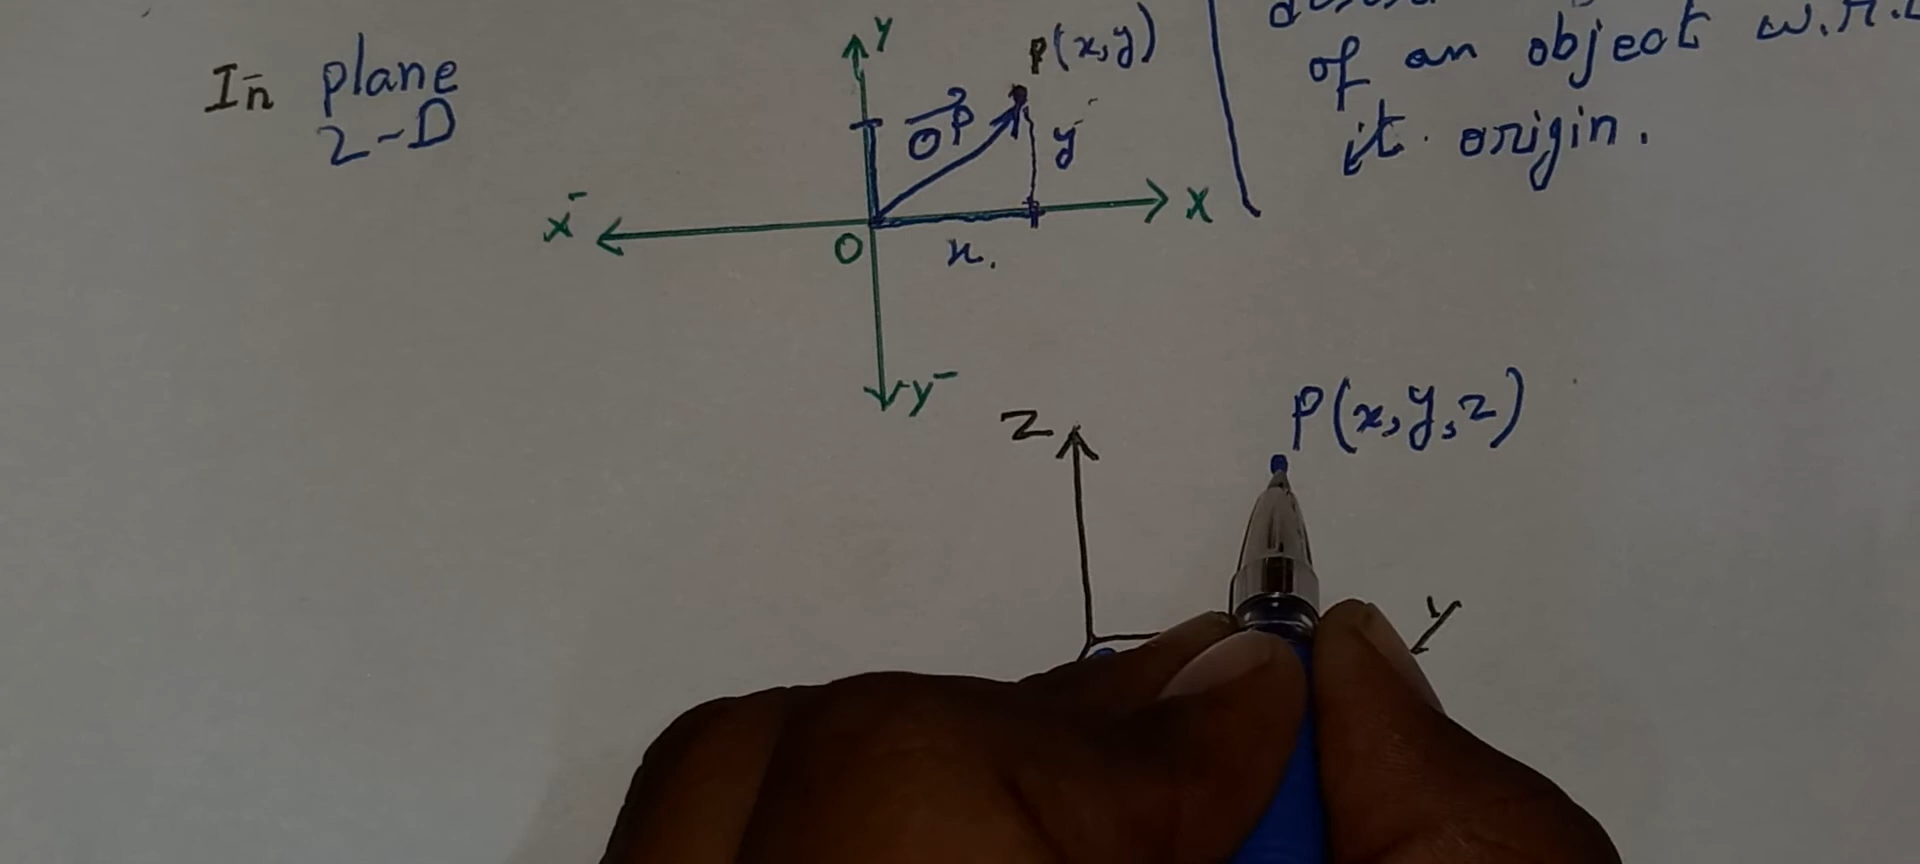 of an object w.r.t
it origin.
In plane
2-D
Y
P(x,y)
OP
y
X
X-
O
x.
Y-
Z
P(x,y,z)
Y